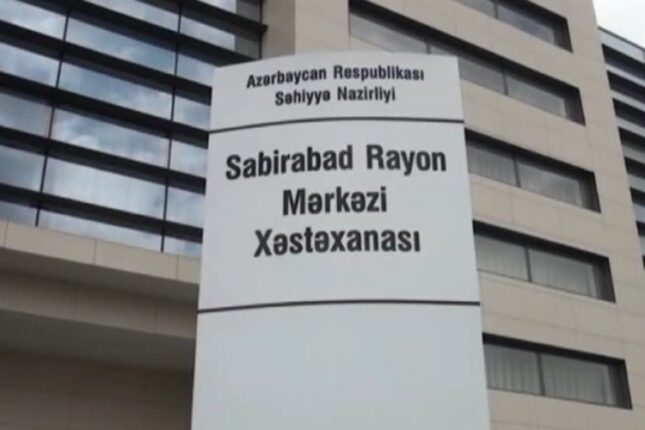 Azərbaycan Respublikası
Səhiyyə Nazirliyi
Sabirabad Rayon
Mərkəzi
Xəstəxanası